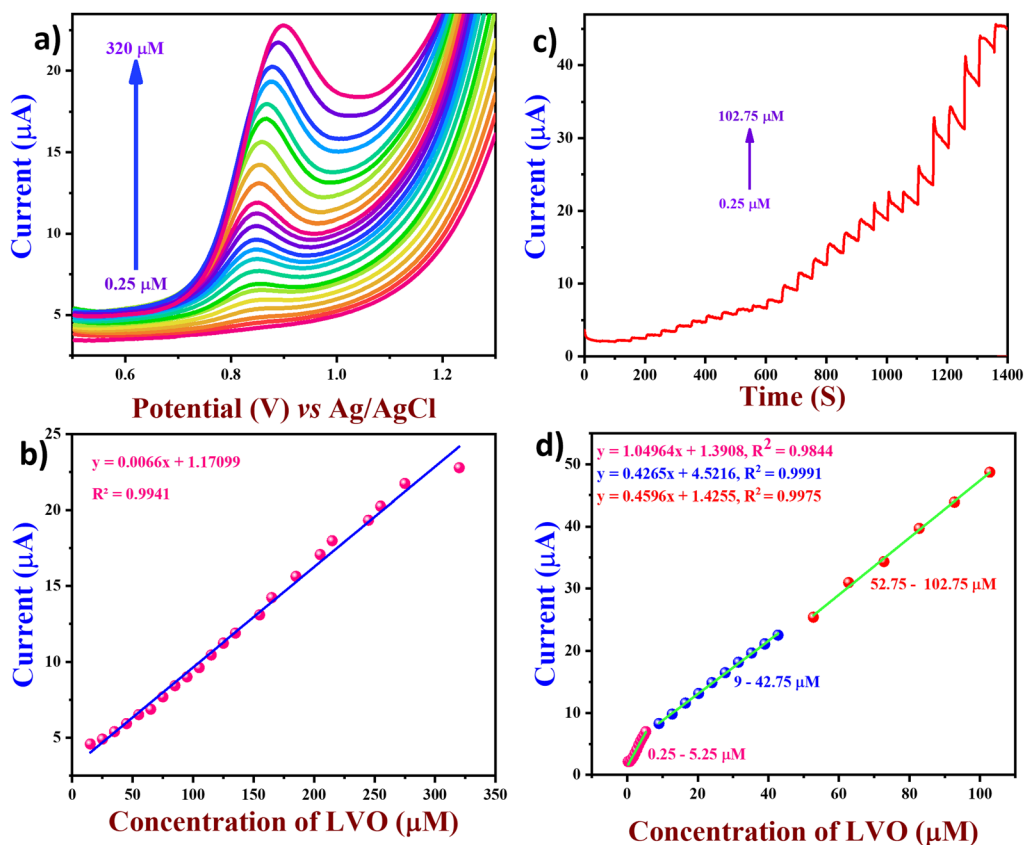 a)
320 μM
0.25 μM
25
20
15
10
5
Current (μA)
0.6
0.8
1.0
1.2
Potential (V) vs Ag/AgCl
c)
102.75 μM
0.25 μM
40
30
20
10
0
Current (μA)
0
200
400
600
800
1000
1200
1400
Time (S)
b)
y = 0.0066x + 1.17099
R² = 0.9941
25
20
15
10
5
Current (μA)
0
50
100
150
200
250
300
350
Concentration of LVO (μM)
d)
y = 1.04964x + 1.3908, R² = 0.9844
y = 0.4265x + 4.5216, R² = 0.9991
y = 0.4596x + 1.4255, R² = 0.9975
52.75 - 102.75 μM
9 - 42.75 μM
0.25 - 5.25 μM
50
40
30
20
10
0
Current (μA)
0
20
40
60
80
100
Concentration of LVO (μM)